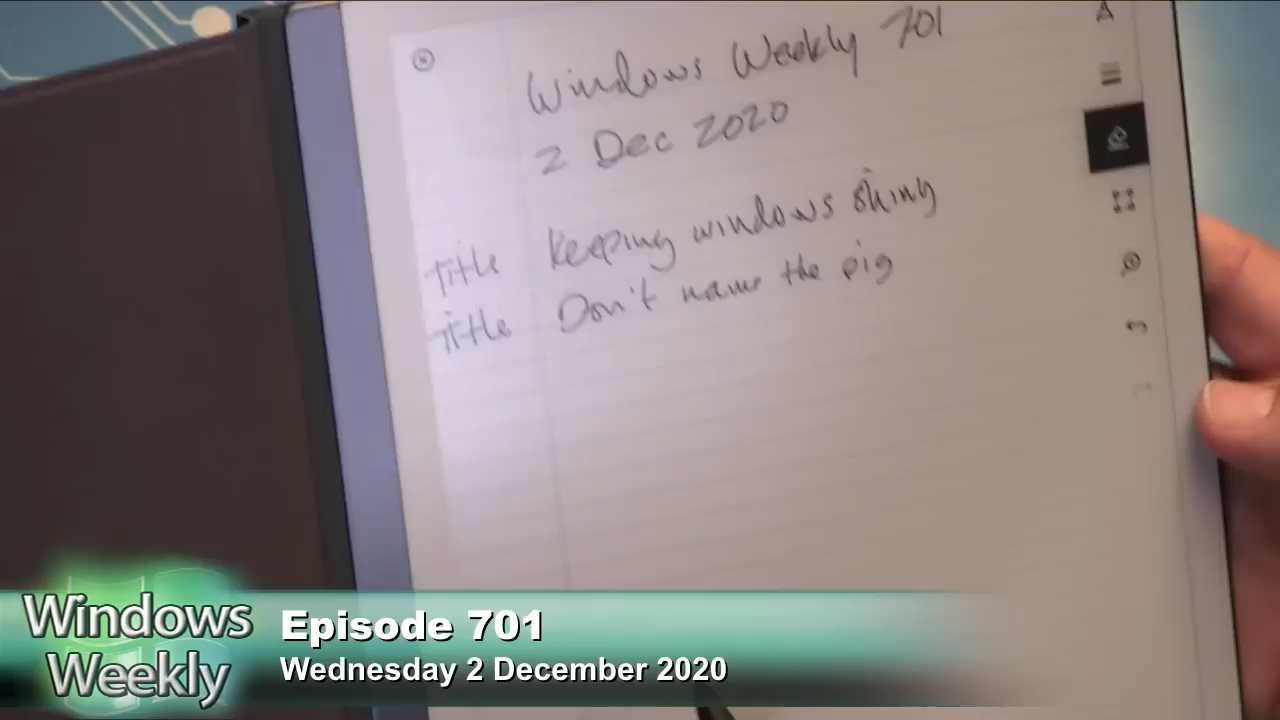 Windows Weekly 701
2 Dec 2020
Title Keeping windows shiny
Title Don't name the pig
Windows
Weekly
Episode 701
Wednesday 2 December 2020